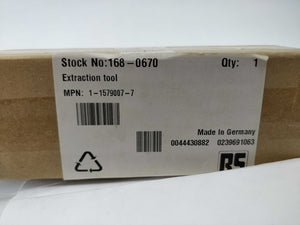 Stock No:168-0670 Qty: 1
Extraction tool
MPN: 1-1579007-7
Made in Germany
0044430882 0239691063
RS